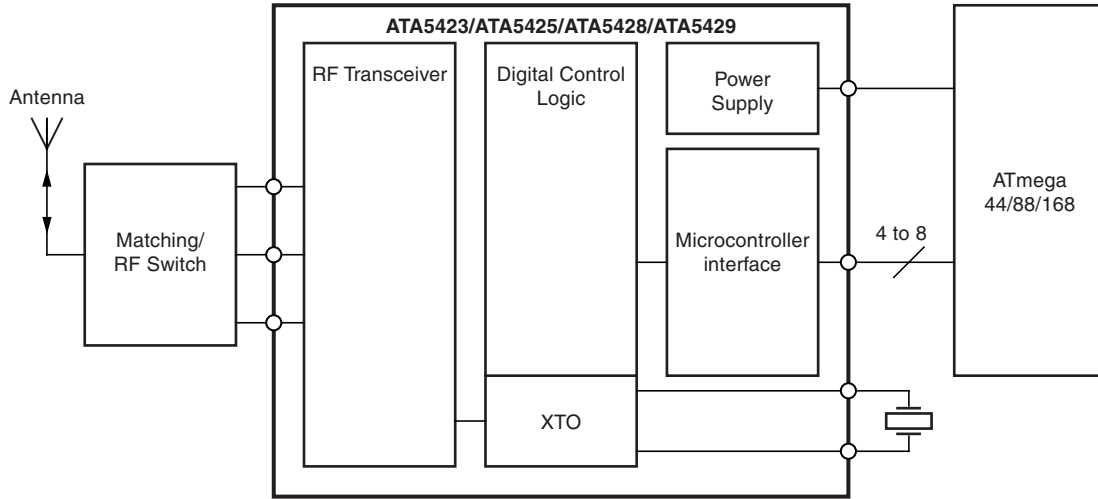 ATA5423/ATA5425/ATA5428/ATA5429
RF Transceiver
Digital Control
Logic
Power
Supply
Antenna
Matching/
RF Switch
Microcontroller
interface
4 to 8
ATmega
44/88/168
XTO